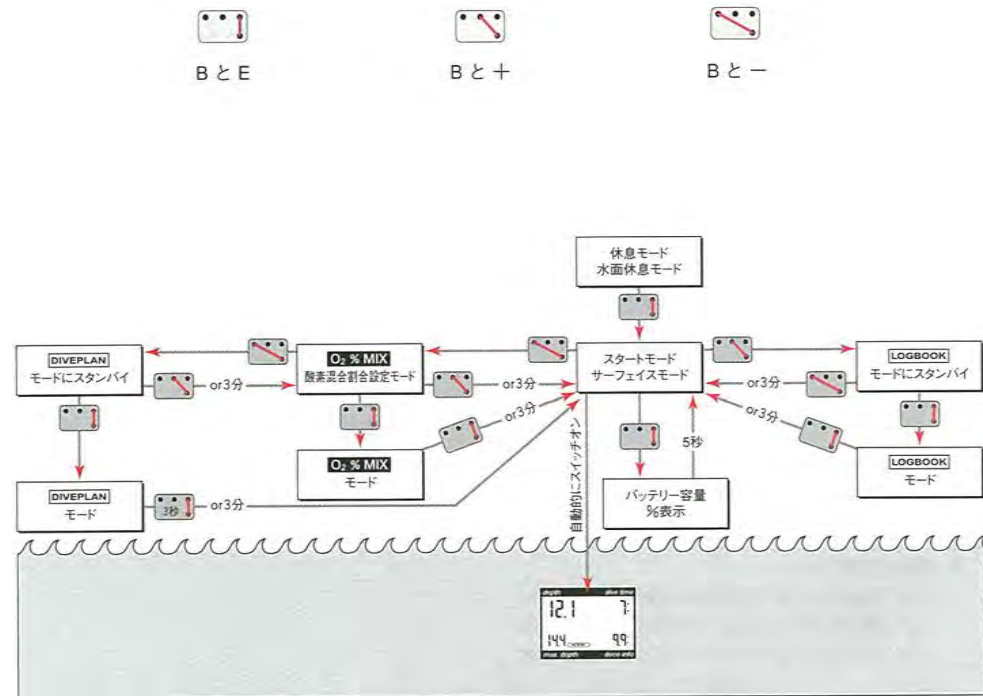 BとE
Bと＋
Bとー
休息モード
水面休息モード
DIVEPLAN
モードにスタンバイ
O₂ % MIX
酸素混合割合設定モード
スタートモード
サーフェイスモード
LOGBOOK
モードにスタンバイ
or3分
or3分
or3分
or3分
or3分
5秒
O₂ % MIX
モード
LOGBOOK
モード
DIVEPLAN
モード
3秒
or3分
自動的にスイッチオン
バッテリー容量
%表示
depth dive time
12.1 7:
14.4 99:
max depth deco info